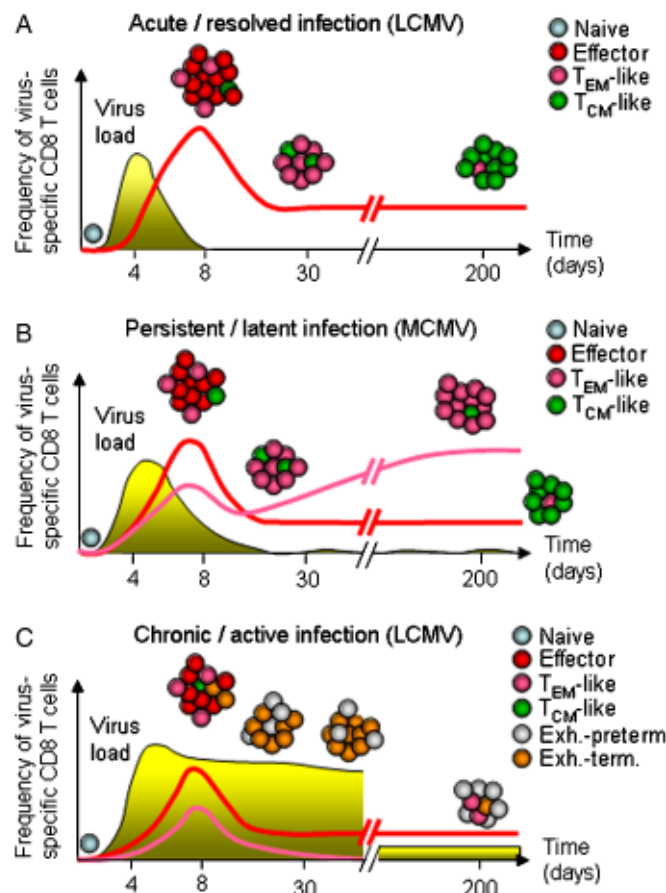 A
Acute / resolved infection (LCMV)
Frequency of virus-
specific CD8 T cells
Virus
load
Naive
Effector
TEM-like
TCM-like
4
8
30
200
Time
(days)
B
Persistent / latent infection (MCMV)
Frequency of virus-
specific CD8 T cells
Virus
load
Naive
Effector
TEM-like
TCM-like
4
8
30
200
Time
(days)
C
Chronic / active infection (LCMV)
Frequency of virus-
specific CD8 T cells
Virus
load
Naive
Effector
TEM-like
TCM-like
Exh.-preterm
Exh.-term.
4
8
30
200
Time
(days)